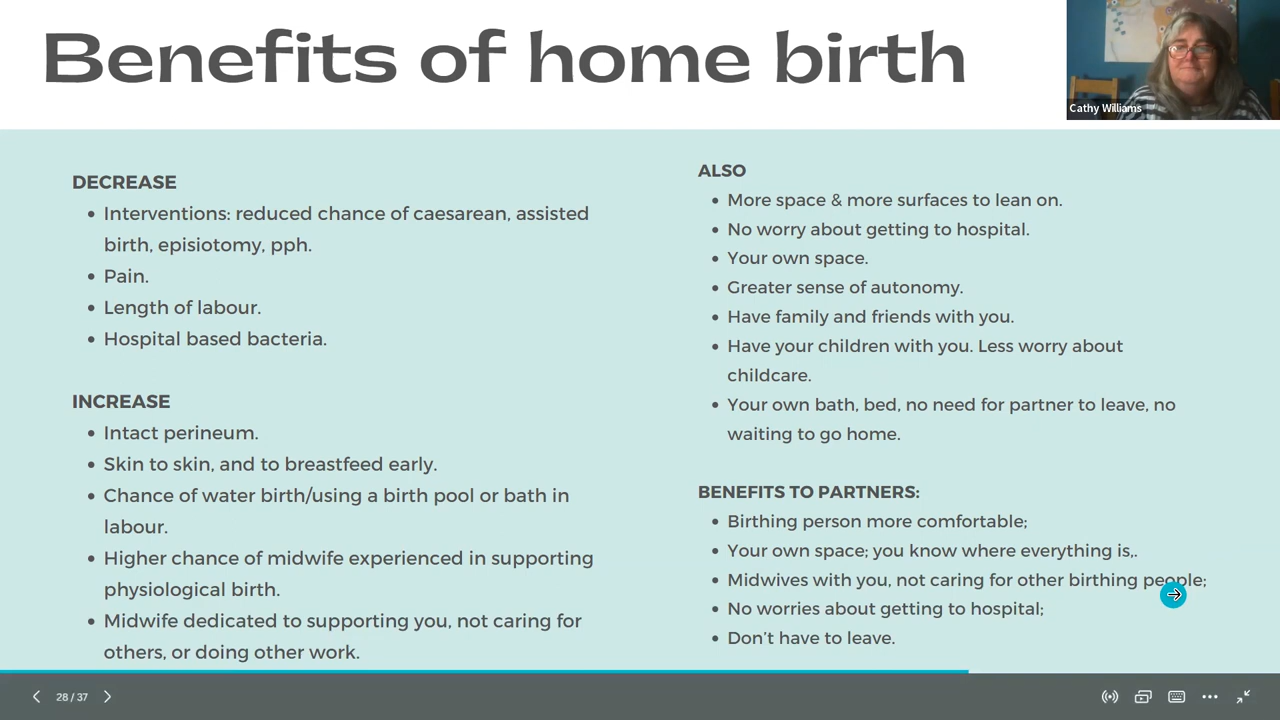 Benefits of home birth
Cathy Williams
DECREASE
• Interventions: reduced chance of caesarean, assisted
birth, episiotomy, pph.
• Pain.
• Length of labour.
• Hospital based bacteria.
INCREASE
• Intact perineum.
• Skin to skin, and to breastfeed early.
• Chance of water birth/using a birth pool or bath in
labour.
• Higher chance of midwife experienced in supporting
physiological birth.
• Midwife dedicated to supporting you, not caring for
others, or doing other work.
ALSO
• More space & more surfaces to lean on.
• No worry about getting to hospital.
• Your own space.
• Greater sense of autonomy.
• Have family and friends with you.
• Have your children with you. Less worry about
childcare.
• Your own bath, bed, no need for partner to leave, no
waiting to go home.
BENEFITS TO PARTNERS:
• Birthing person more comfortable;
• Your own space; you know where everything is,.
• Midwives with you, not caring for other birthing people;
• No worries about getting to hospital;
• Don't have to leave.
28 / 37